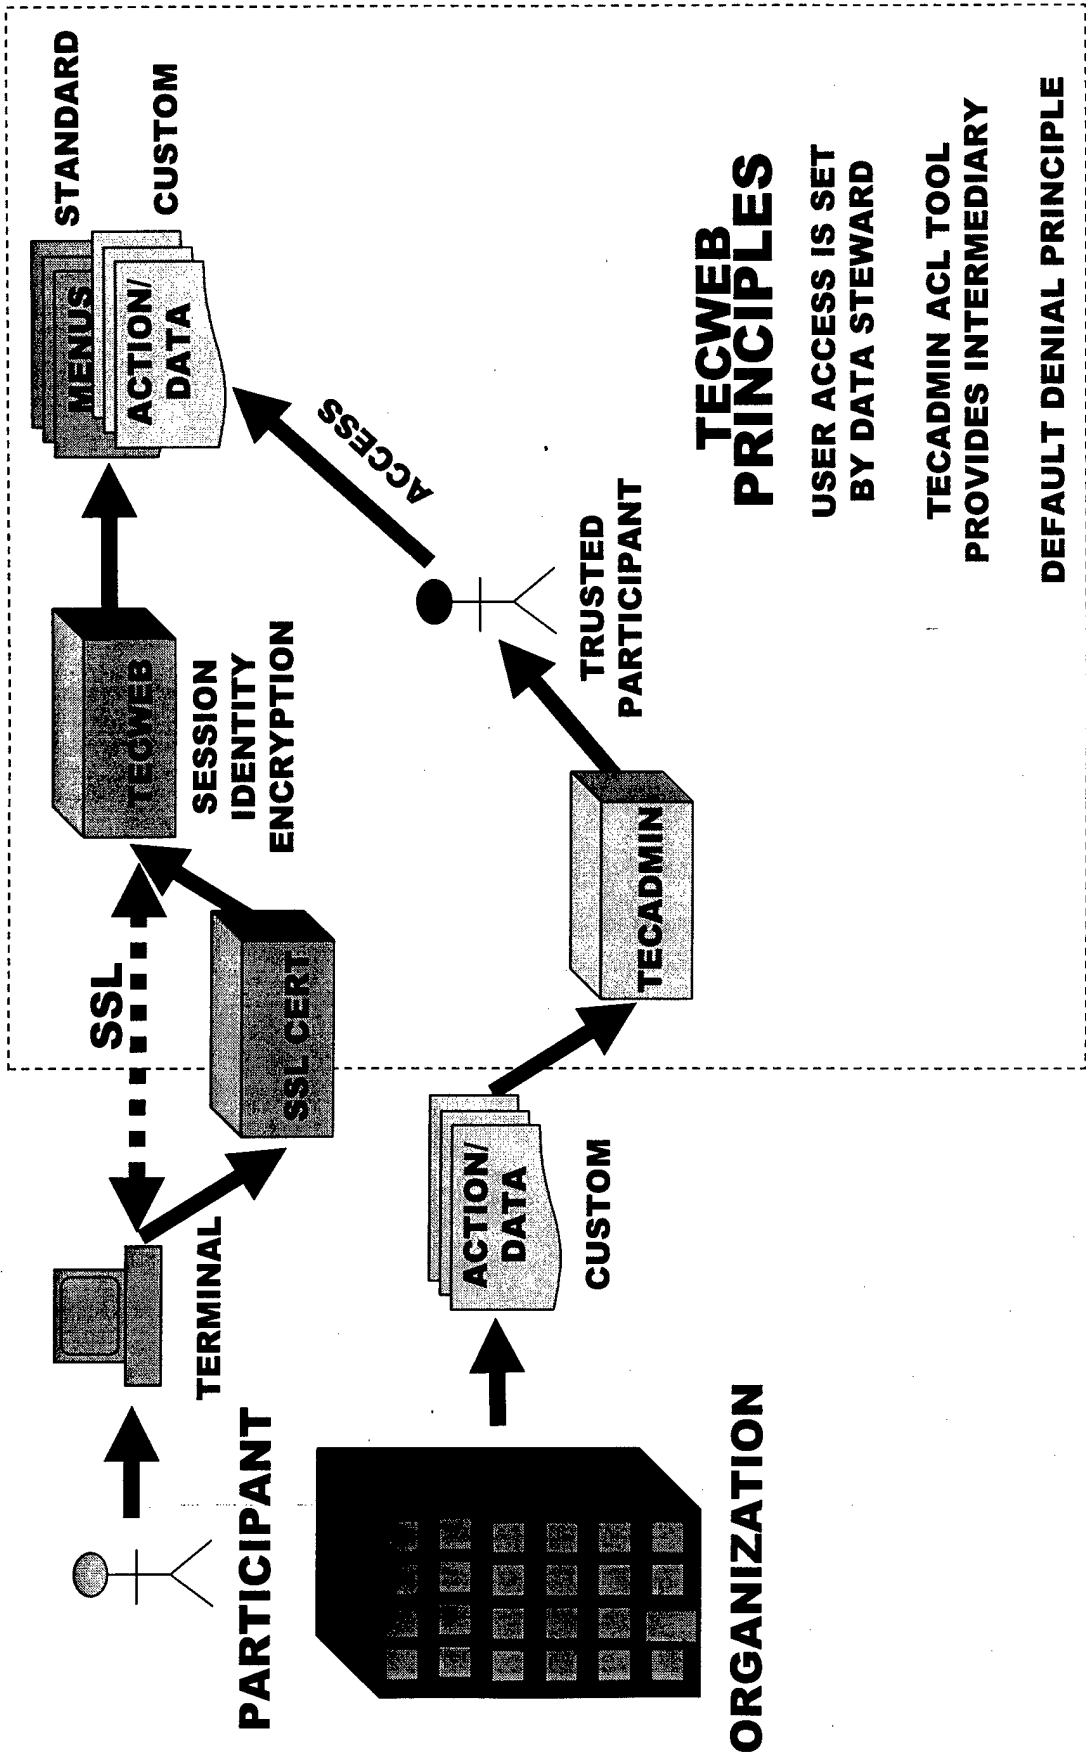 STANDARD
MENUS
ACTION/
DATA
CUSTOM
TECWEB
SESSION
IDENTITY
ENCRYPTION
SSL
SSL CERT
TERMINAL
PARTICIPANT
ACCESS
TRUSTED
PARTICIPANT
TECADMIN
ACTION/
DATA
CUSTOM
ORGANIZATION
TECWEB
PRINCIPLES
USER ACCESS IS SET
BY DATA STEWARD
TECADMIN ACL TOOL
PROVIDES INTERMEDIARY
DEFAULT DENIAL PRINCIPLE